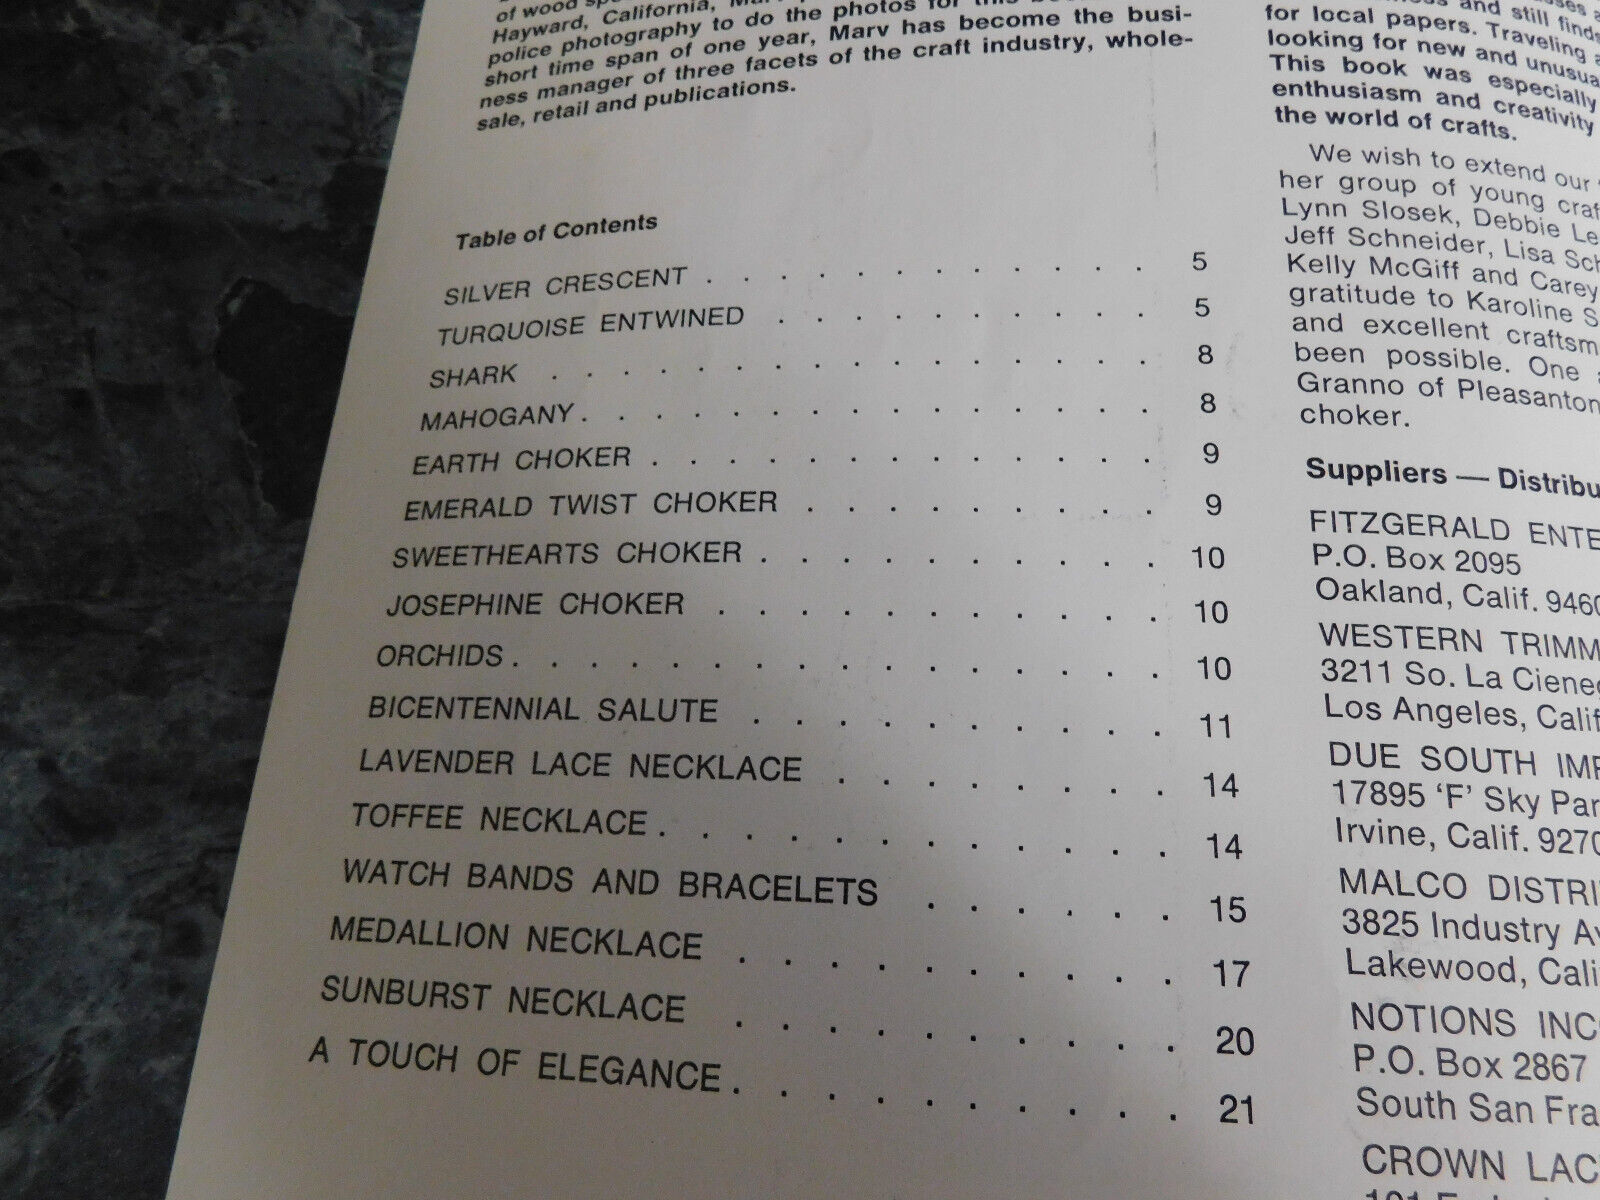 of wood
Hayward, California,
police photography to do the photos for this
short time span of one year, Marv has become the busi-
ness manager of three facets of the craft industry, whole-
sale, retail and publications.
Table of Contents
SILVER CRESCENT . . . . . . . . . . . . 5
TURQUOISE ENTWINED . . . . . . . . . . . 5
SHARK . . . . . . . . . . . . . . . . . 8
MAHOGANY . . . . . . . . . . . . . . . . 8
EARTH CHOKER . . . . . . . . . . . . . . 9
EMERALD TWIST CHOKER . . . . . . . . . . 9
SWEETHEARTS CHOKER . . . . . . . . . . 10
JOSEPHINE CHOKER . . . . . . . . . . . 10
ORCHIDS . . . . . . . . . . . . . . . . 10
BICENTENNIAL SALUTE . . . . . . . . . . 11
LAVENDER LACE NECKLACE . . . . . . . . 14
TOFFEE NECKLACE . . . . . . . . . . . . 14
WATCH BANDS AND BRACELETS . . . . . . 15
MEDALLION NECKLACE . . . . . . . . . . 17
SUNBURST NECKLACE . . . . . . . . . . 20
A TOUCH OF ELEGANCE . . . . . . . . . . 21
and still finds
for local papers. Traveling
looking for new and unusua
This book was especially
enthusiasm and creativity
the world of crafts.
We wish to extend our
her group of young craf
Lynn Slosek, Debbie Le
Jeff Schneider, Lisa Sch
Kelly McGiff and Carey
gratitude to Karoline S
and excellent craftsm
been possible. One
Granno of Pleasanton
choker.
Suppliers — Distribu
FITZGERALD ENTE
P.O. Box 2095
Oakland, Calif. 9460
WESTERN TRIMM
3211 So. La Ciene
Los Angeles, Calif
DUE SOUTH IMP
17895 'F' Sky Par
Irvine, Calif. 9270
MALCO DISTRI
3825 Industry Av
Lakewood, Cali
NOTIONS INC
P.O. Box 2867
South San Fra
CROWN LAC